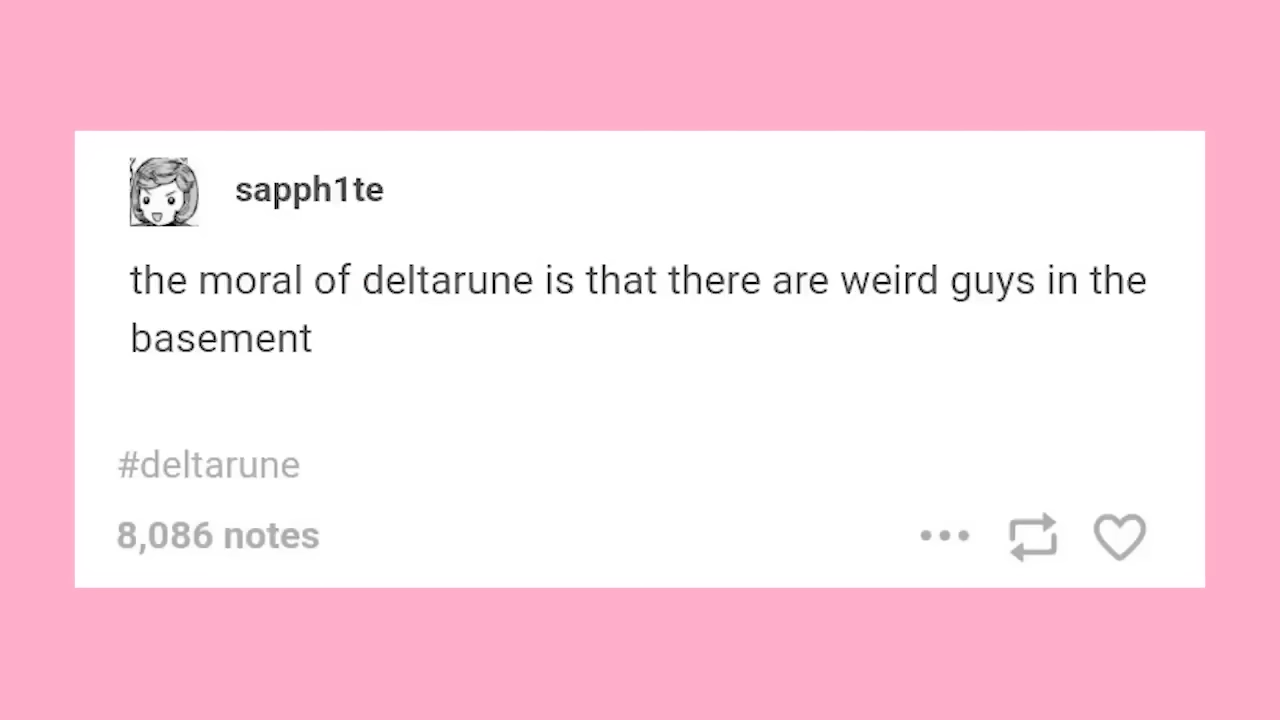 sapph1te
the moral of deltarune is that there are weird guys in the
basement
#deltarune
8,086 notes